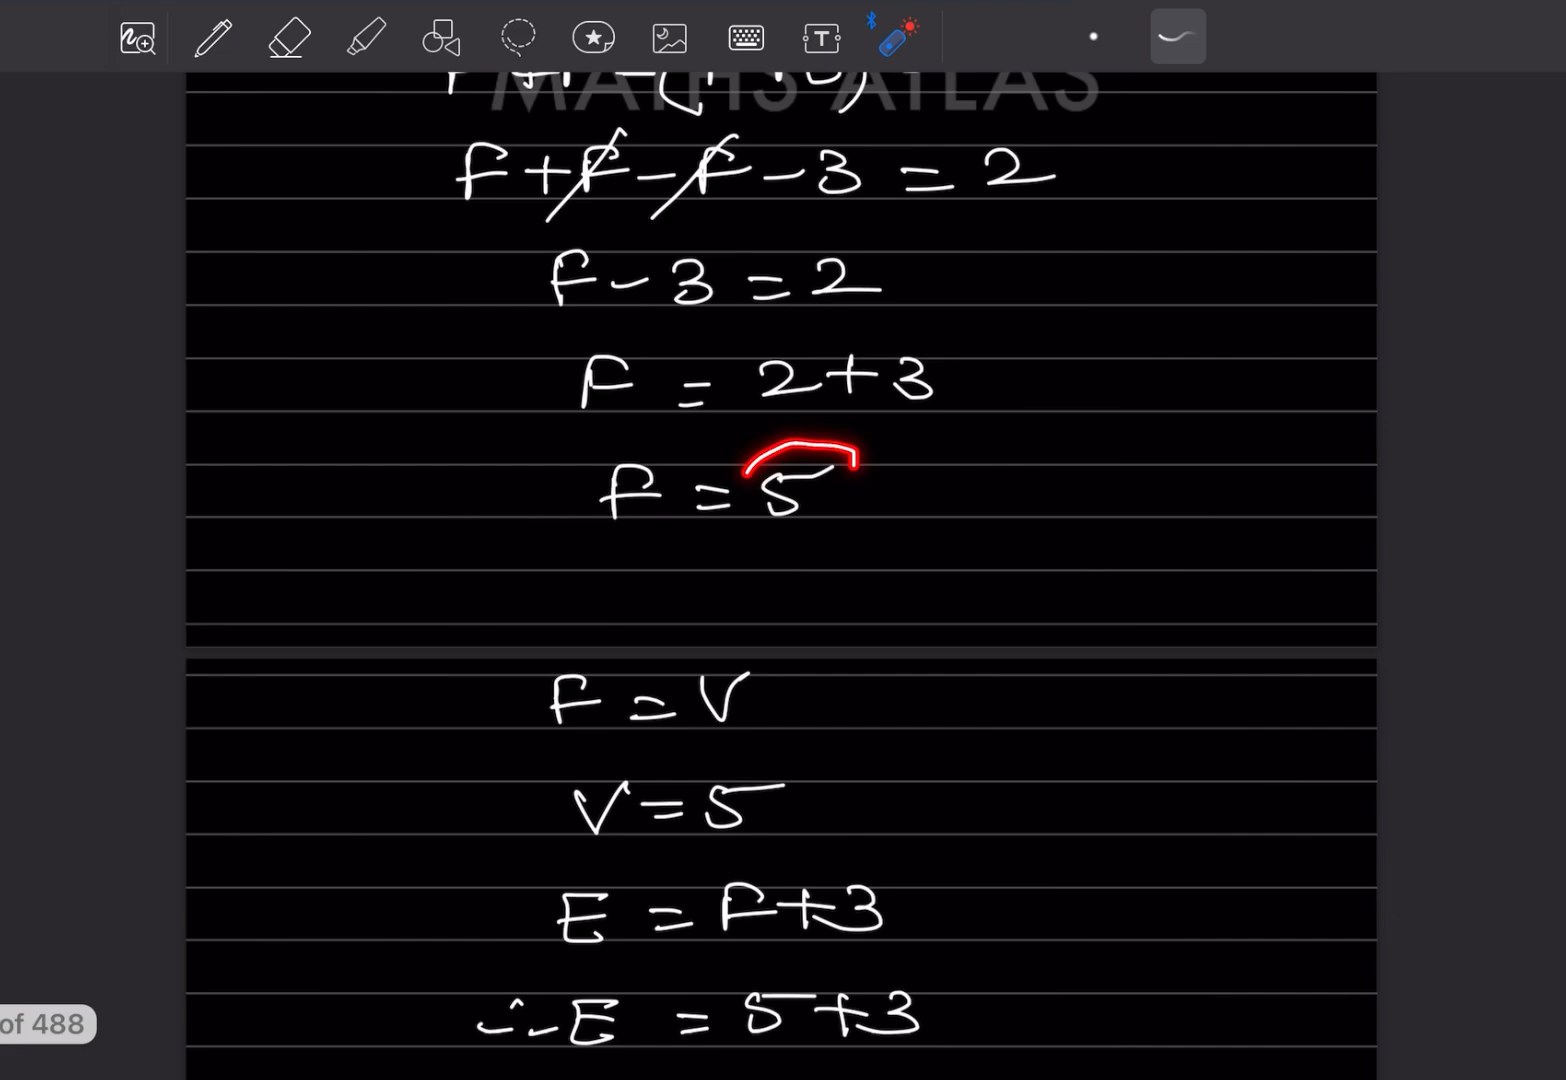 MATHS ATLAS
F + F - F - 3 = 2
F - 3 = 2
F = 2 + 3
F = 5
F = V
V = 5
E = F + 3
∴ E = 5 + 3
of 488